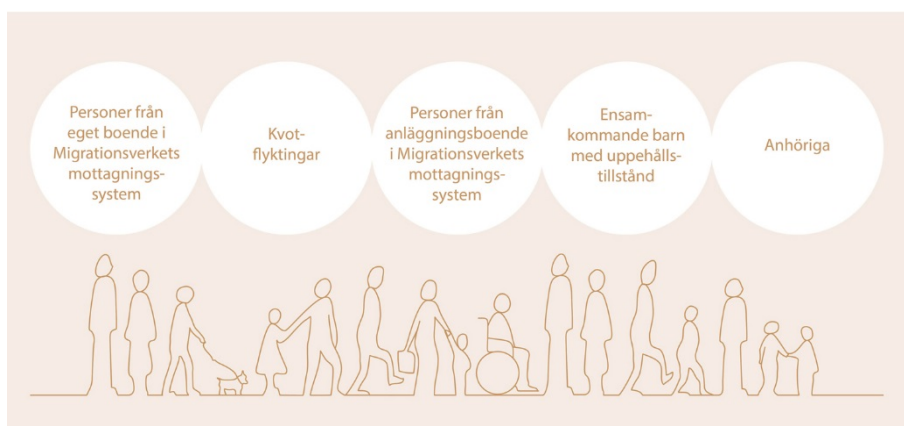 Personer från
eget boende i
Migrationsverkets
mottagnings-
system
Kvot-
flyktingar
Personer från
anläggningsboende
i Migrationsverkets
mottagnings-
system
Ensam-
kommande barn
med uppehålls-
tillstånd
Anhöriga